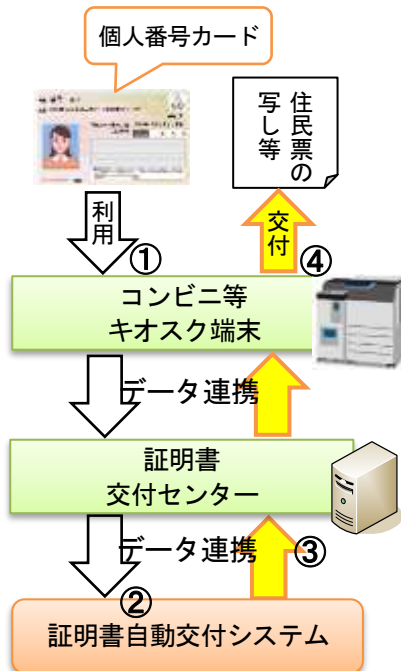 個人番号カード
住民票の
写し等
利用
①
交付
④
コンビニ等
キオスク端末
データ連携
証明書
交付センター
データ連携
③
②
証明書自動交付システム